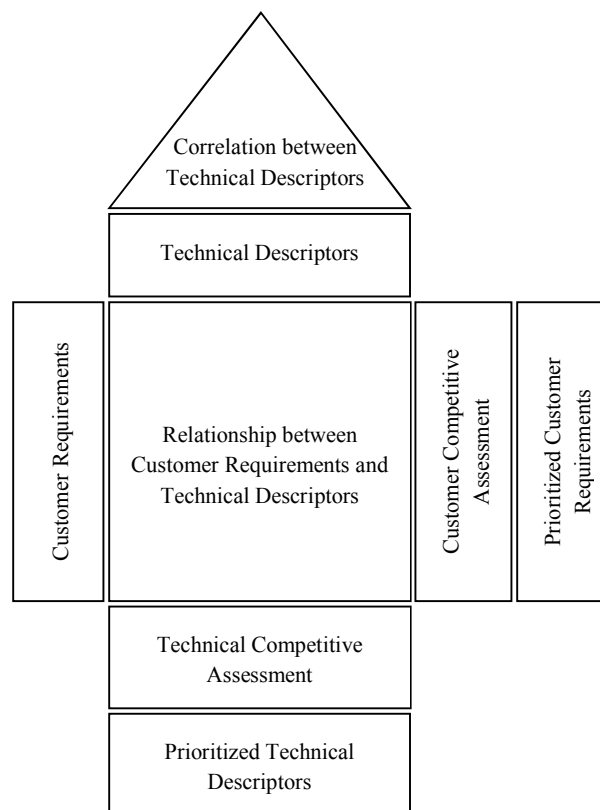 Correlation between
Technical Descriptors
Technical Descriptors
Customer Requirements
Relationship between
Customer Requirements and
Technical Descriptors
Customer Competitive
Assessment
Prioritized Customer
Requirements
Technical Competitive
Assessment
Prioritized Technical
Descriptors